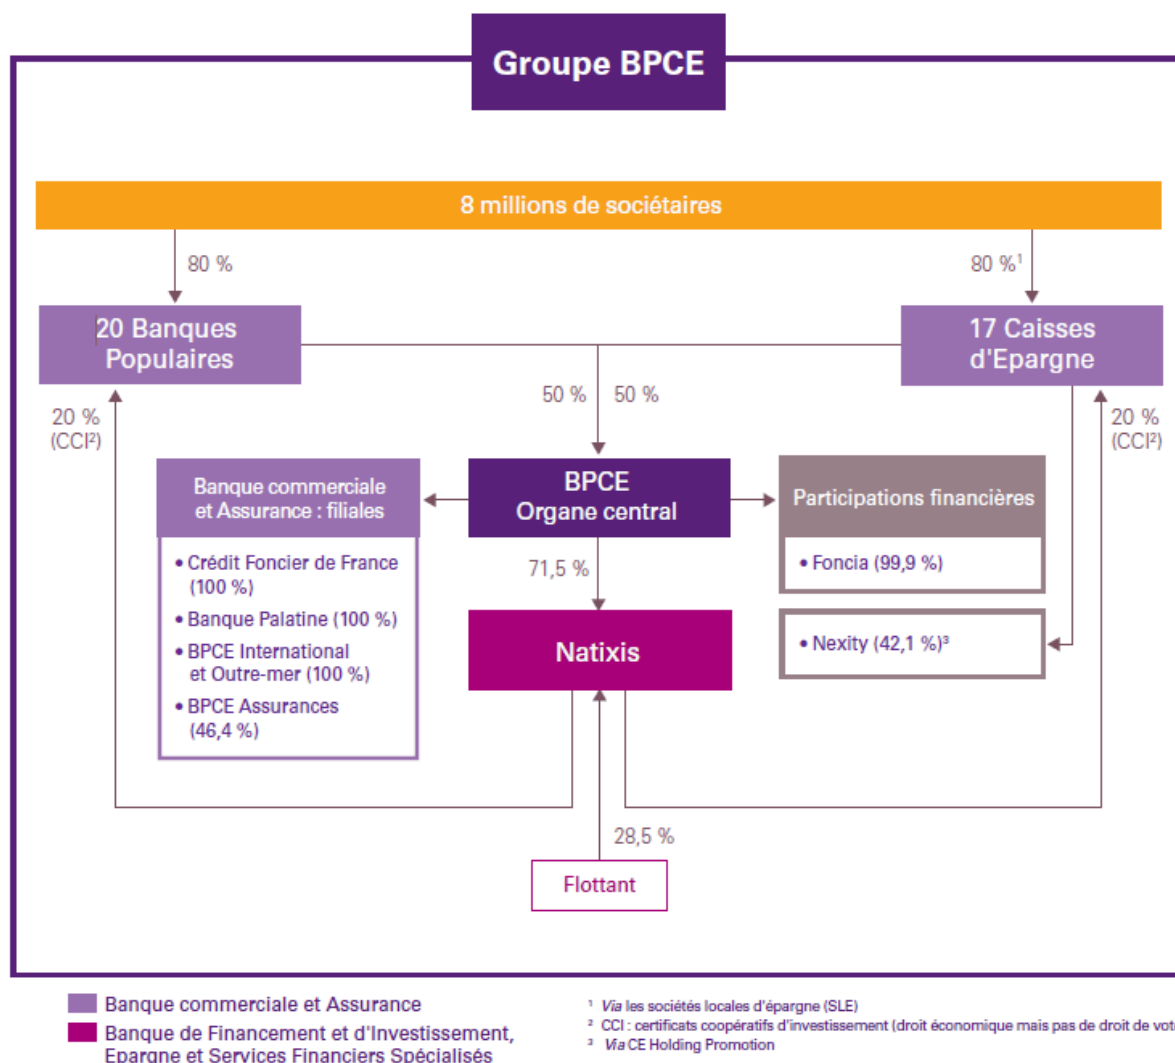 Groupe BPCE
8 millions de sociétaires
80 %
80 %¹
20 Banques
Populaires
17 Caisses
d'Epargne
50 %
50 %
20 %
(CCI²)
20 %
(CCI²)
Banque commerciale
et Assurance : filiales
BPCE
Organe central
Participations financières
• Crédit Foncier de France
(100 %)
• Banque Palatine (100 %)
• BPCE International
et Outre-mer (100 %)
• BPCE Assurances
(46,4 %)
71,5 %
• Foncia (99,9 %)
Natixis
• Nexity (42,1 %)³
28,5 %
Flottant
Banque commerciale et Assurance
Banque de Financement et d'Investissement,
Epargne et Services Financiers Spécialisés
¹ Via les sociétés locales d'épargne (SLE)
² CCI : certificats coopératifs d'investissement (droit économique mais pas de droit de vote
³ Via CE Holding Promotion